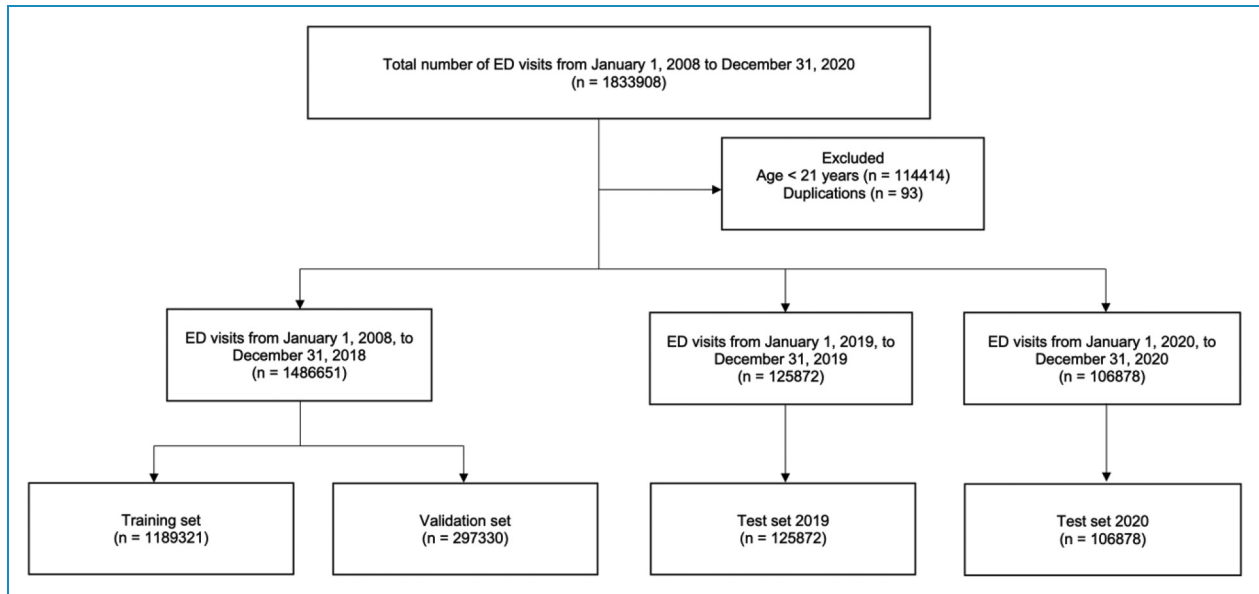 Total number of ED visits from January 1, 2008 to December 31, 2020
(n = 1833908)
Excluded
Age < 21 years (n = 114414)
Duplications (n = 93)
ED visits from January 1, 2008, to
December 31, 2018
(n = 1486651)
ED visits from January 1, 2019, to
December 31, 2019
(n = 125872)
ED visits from January 1, 2020, to
December 31, 2020
(n = 106878)
Training set
(n = 1189321)
Validation set
(n = 297330)
Test set 2019
(n = 125872)
Test set 2020
(n = 106878)